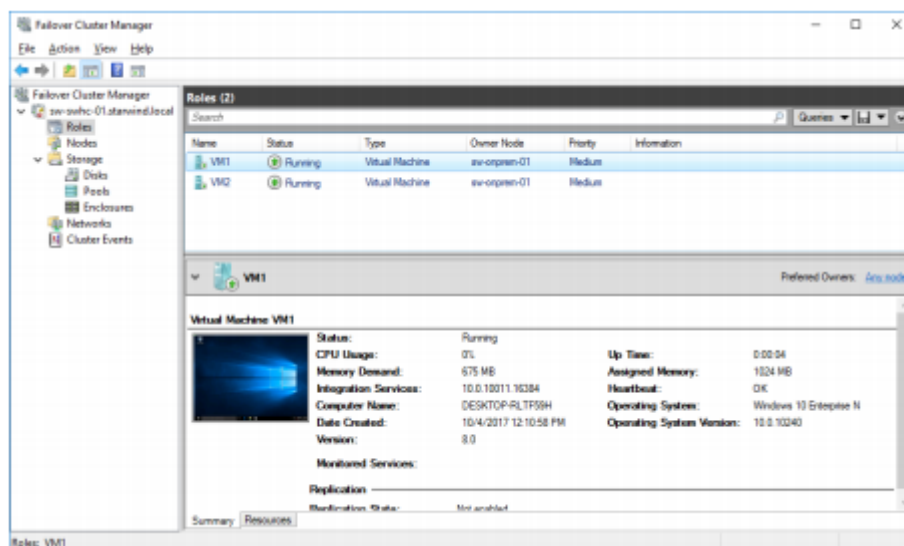 Failover Cluster Manager
File Action View Help
Failover Cluster Manager
sw-swhc-01.starwind.local
Roles
Nodes
Storage
Disks
Pools
Enclosures
Networks
Cluster Events
Roles (2)
Search
Queries
Name Status Type Owner Node Priority Information
VM1 Running Virtual Machine sw-onprem-01 Medium
VM2 Running Virtual Machine sw-onprem-01 Medium
VM1 Preferred Owners: Any node
Virtual Machine VM1
Status: Running
CPU Usage: 0% Up Time: 0:00:04
Memory Demand: 675 MB Assigned Memory: 1024 MB
Integration Services: 10.0.10011.16384 Heartbeat: OK
Computer Name: DESKTOP-RLTF59H Operating System: Windows 10 Enterprise N
Date Created: 10/4/2017 12:10:58 PM Operating System Version: 10.0.10240
Version: 8.0
Monitored Services:
Replication
Replication State: Not enabled
Summary Resources
Roles: VM1